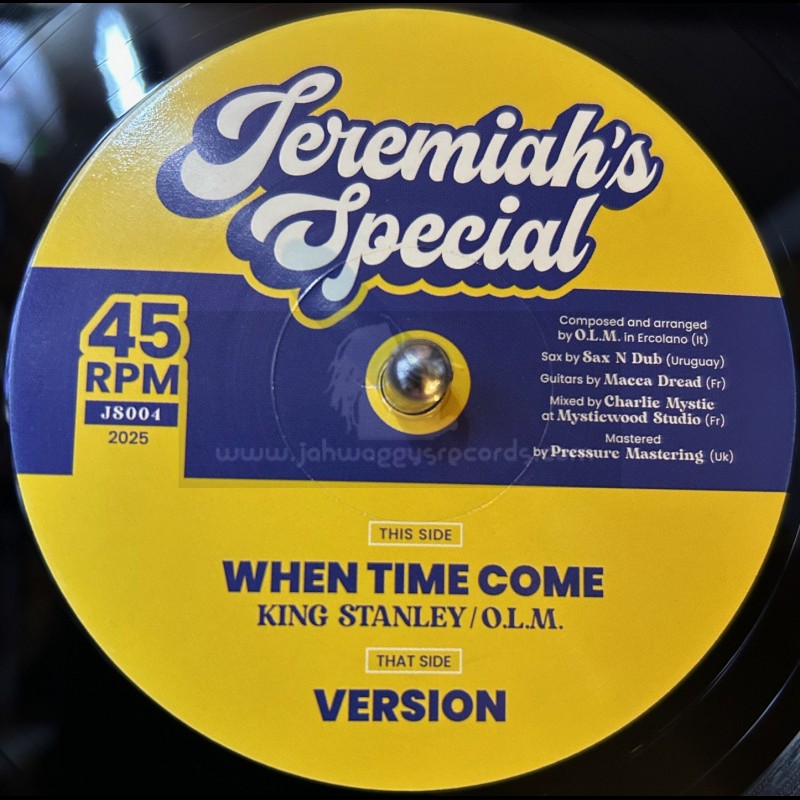 Jeremiah's
Special
45
RPM
JS004
2025
Composed and arranged
by O.L.M. in Ercolano (It)
Sax by Sax N Dub (Uruguay)
Guitars by Macca Dread (Fr)
Mixed by Charlie Mystic
at Mysticwood Studio (Fr)
Mastered
by Pressure Mastering (Uk)
www.jahwaggysrecords.com
THIS SIDE
WHEN TIME COME
KING STANLEY / O.L.M.
THAT SIDE
VERSION